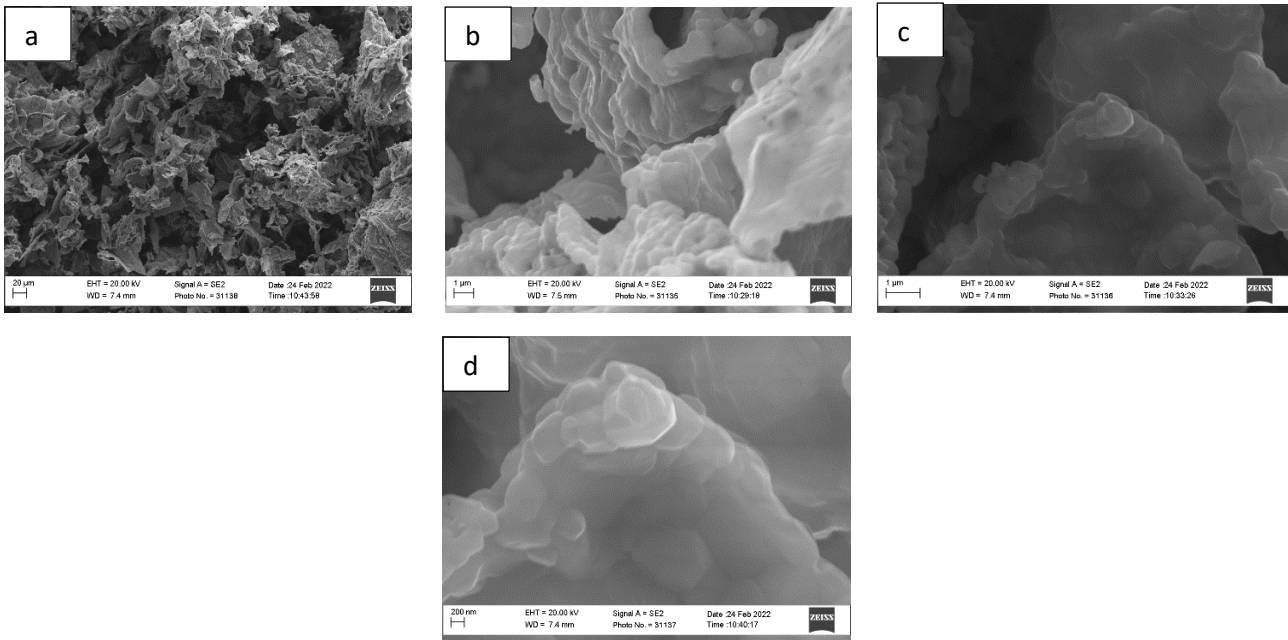 a
20 µm
EHT = 20.00 kV
WD = 7.4 mm
Signal A = SE2
Photo No. = 31138
Date :24 Feb 2022
Time :10:43:58
ZEISS
b
1 µm
EHT = 20.00 kV
WD = 7.5 mm
Signal A = SE2
Photo No. = 31135
Date :24 Feb 2022
Time :10:29:18
ZEISS
c
1 µm
EHT = 20.00 kV
WD = 7.4 mm
Signal A = SE2
Photo No. = 31136
Date :24 Feb 2022
Time :10:33:26
ZEISS
d
200 nm
EHT = 20.00 kV
WD = 7.4 mm
Signal A = SE2
Photo No. = 31137
Date :24 Feb 2022
Time :10:40:17
ZEISS